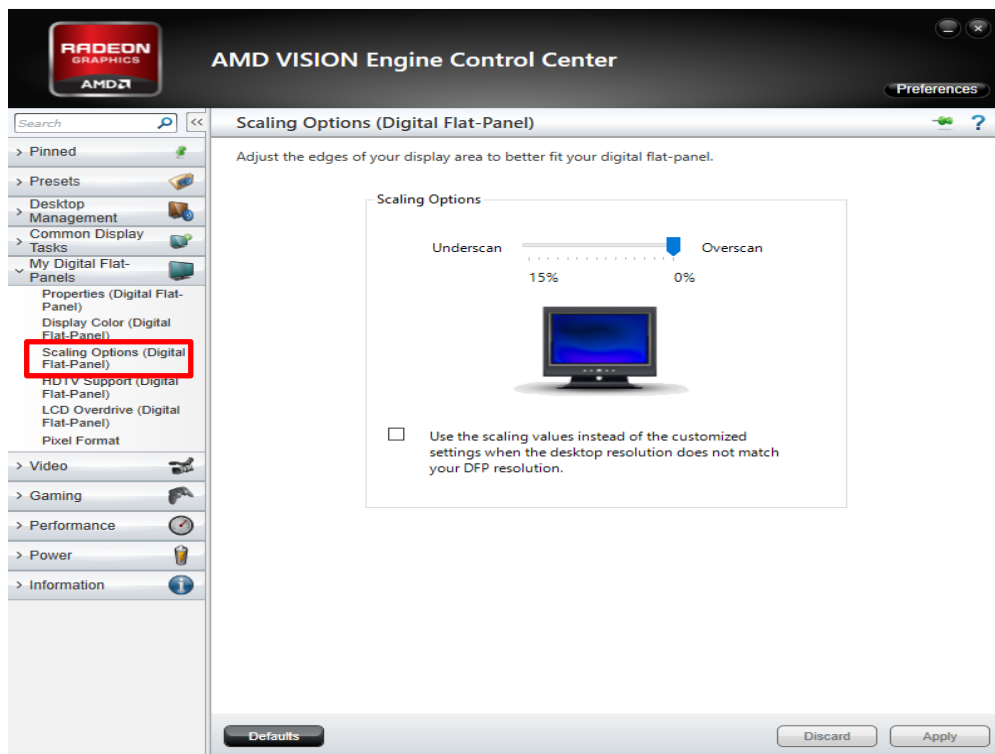 RADEON
GRAPHICS
AMD
AMD VISION Engine Control Center
Preferences
Search
<<
Scaling Options (Digital Flat-Panel)
?
> Pinned
> Presets
> Desktop
Management
> Common Display
Tasks
My Digital Flat-
Panels
Properties (Digital Flat-
Panel)
Display Color (Digital
Flat-Panel)
Scaling Options (Digital
Flat-Panel)
HDTV Support (Digital
Flat-Panel)
LCD Overdrive (Digital
Flat-Panel)
Pixel Format
> Video
> Gaming
> Performance
> Power
> Information
Adjust the edges of your display area to better fit your digital flat-panel.
Scaling Options
Underscan
Overscan
15%
0%
Use the scaling values instead of the customized
settings when the desktop resolution does not match
your DFP resolution.
Defaults
Discard
Apply